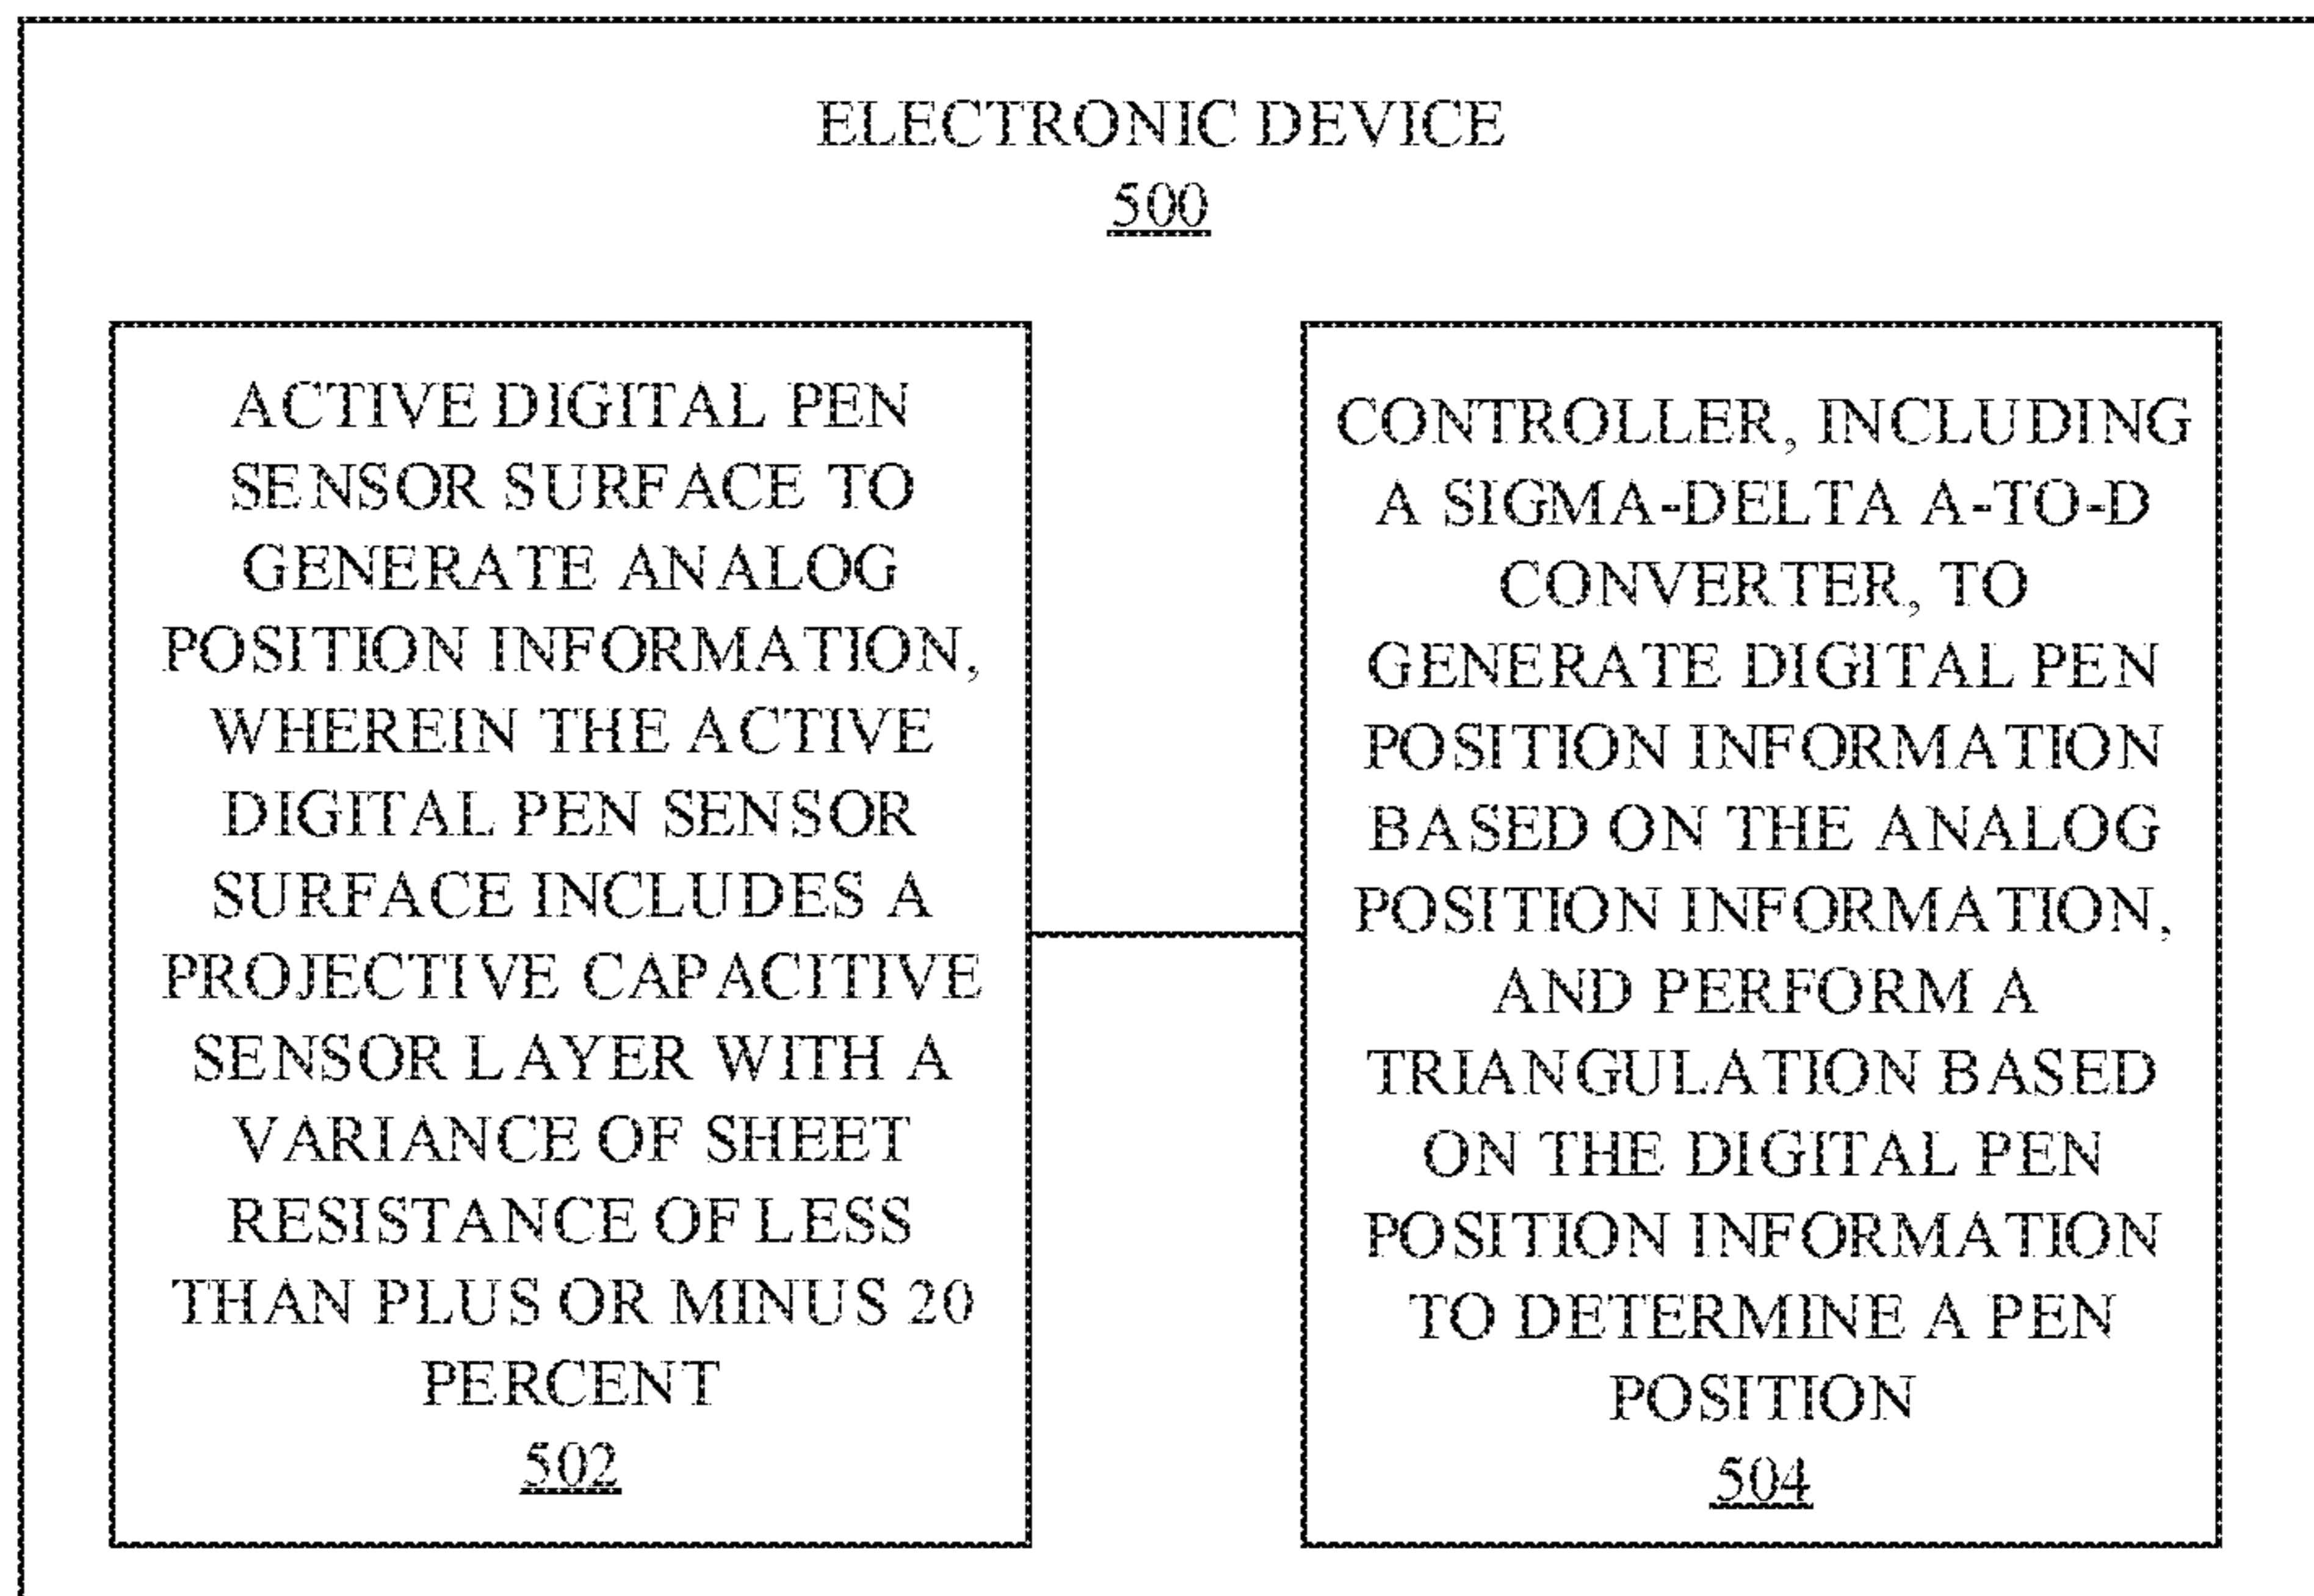 ELECTRONIC DEVICE
500
ACTIVE DIGITAL PEN
SENSOR SURFACE TO
GENERATE ANALOG
POSITION INFORMATION,
WHEREIN THE ACTIVE
DIGITAL PEN SENSOR
SURFACE INCLUDES A
PROJECTIVE CAPACITIVE
SENSOR LAYER WITH A
VARIANCE OF SHEET
RESISTANCE OF LESS
THAN PLUS OR MINUS 20
PERCENT
502
CONTROLLER, INCLUDING
A SIGMA-DELTA A-TO-D
CONVERTER, TO
GENERATE DIGITAL PEN
POSITION INFORMATION
BASED ON THE ANALOG
POSITION INFORMATION,
AND PERFORM A
TRIANGULATION BASED
ON THE DIGITAL PEN
POSITION INFORMATION
TO DETERMINE A PEN
POSITION
504